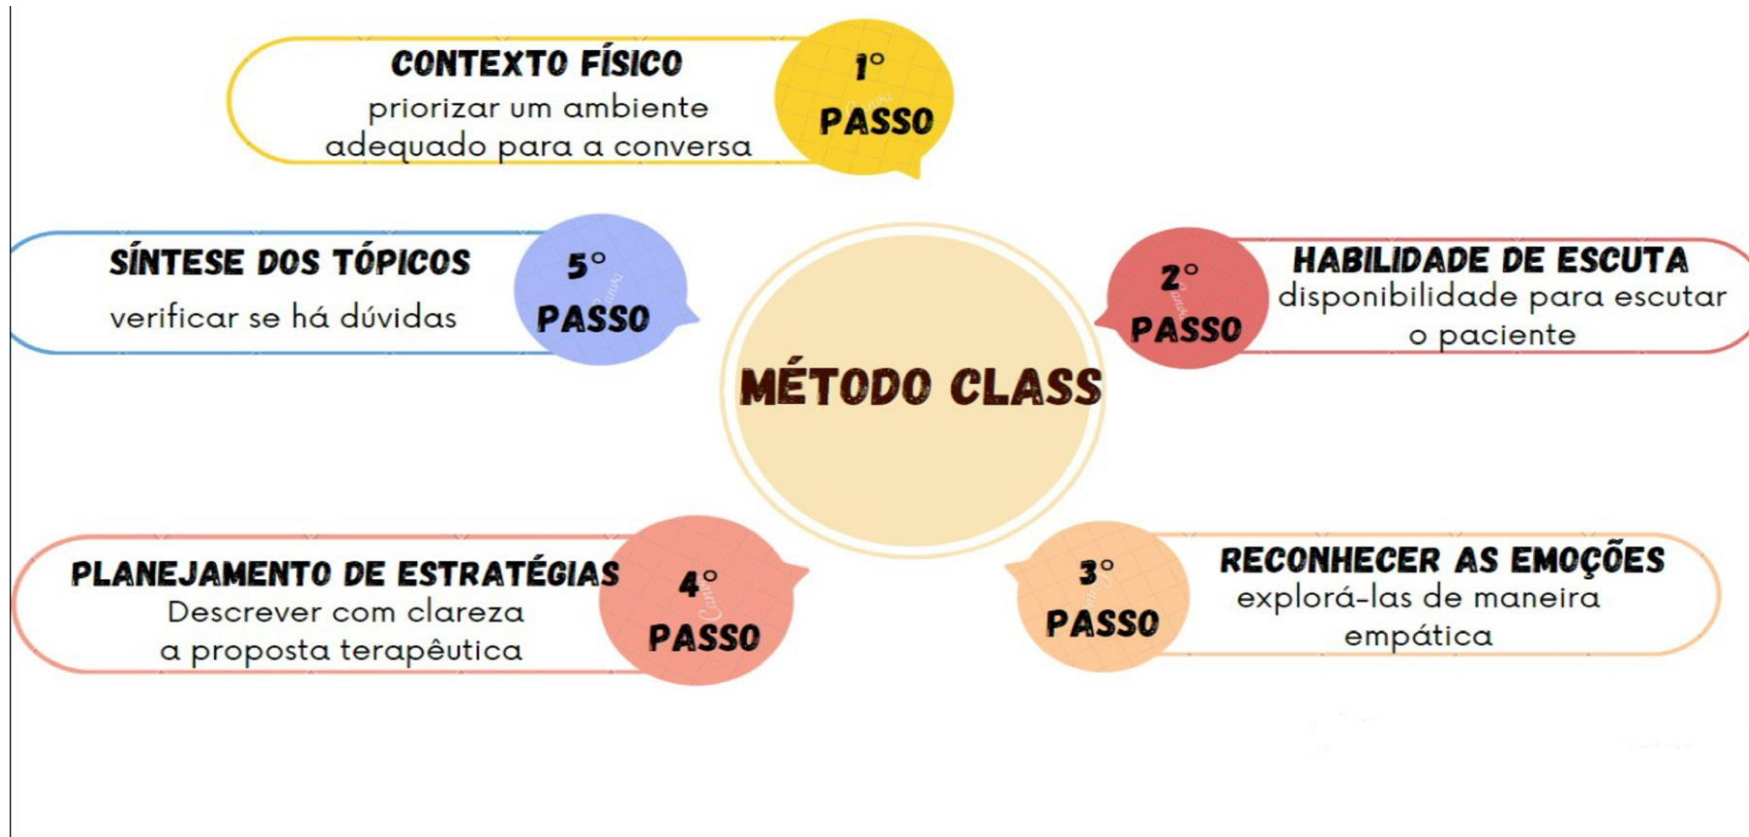 CONTEXTO FÍSICO
priorizar um ambiente
adequado para a conversa
1°
PASSO
HABILIDADE DE ESCUTA
disponibilidade para escutar
o paciente
2°
PASSO
RECONHECER AS EMOÇÕES
explorá-las de maneira
empática
3°
PASSO
PLANEJAMENTO DE ESTRATÉGIAS
Descrever com clareza
a proposta terapêutica
4°
PASSO
SÍNTESE DOS TÓPICOS
verificar se há dúvidas
5°
PASSO
MÉTODO CLASS